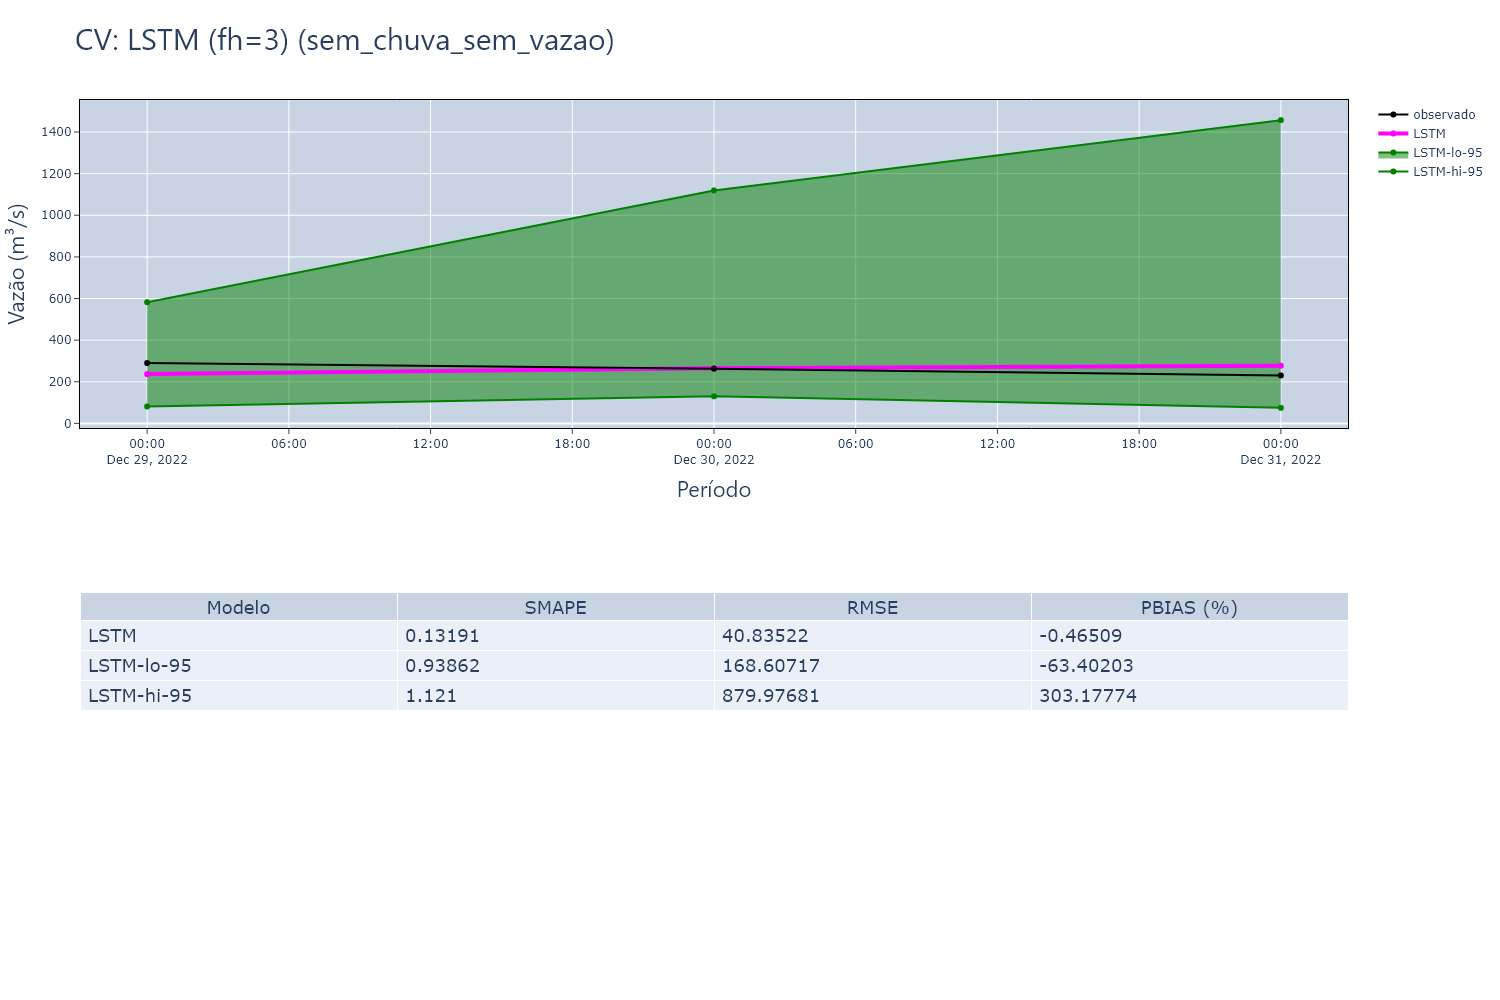 CV: LSTM (fh=3) (sem_chuva_sem_vazao)
observado
LSTM
LSTM-lo-95
LSTM-hi-95
Vazão (m³/s)
1400
1200
1000
800
600
400
200
0
00:00 06:00 12:00 18:00 00:00 06:00 12:00 18:00 00:00
Dec 29, 2022 Dec 30, 2022 Dec 31, 2022
Período
Modelo SMAPE RMSE PBIAS (%)
LSTM 0.13191 40.83522 -0.46509
LSTM-lo-95 0.93862 168.60717 -63.40203
LSTM-hi-95 1.121 879.97681 303.17774